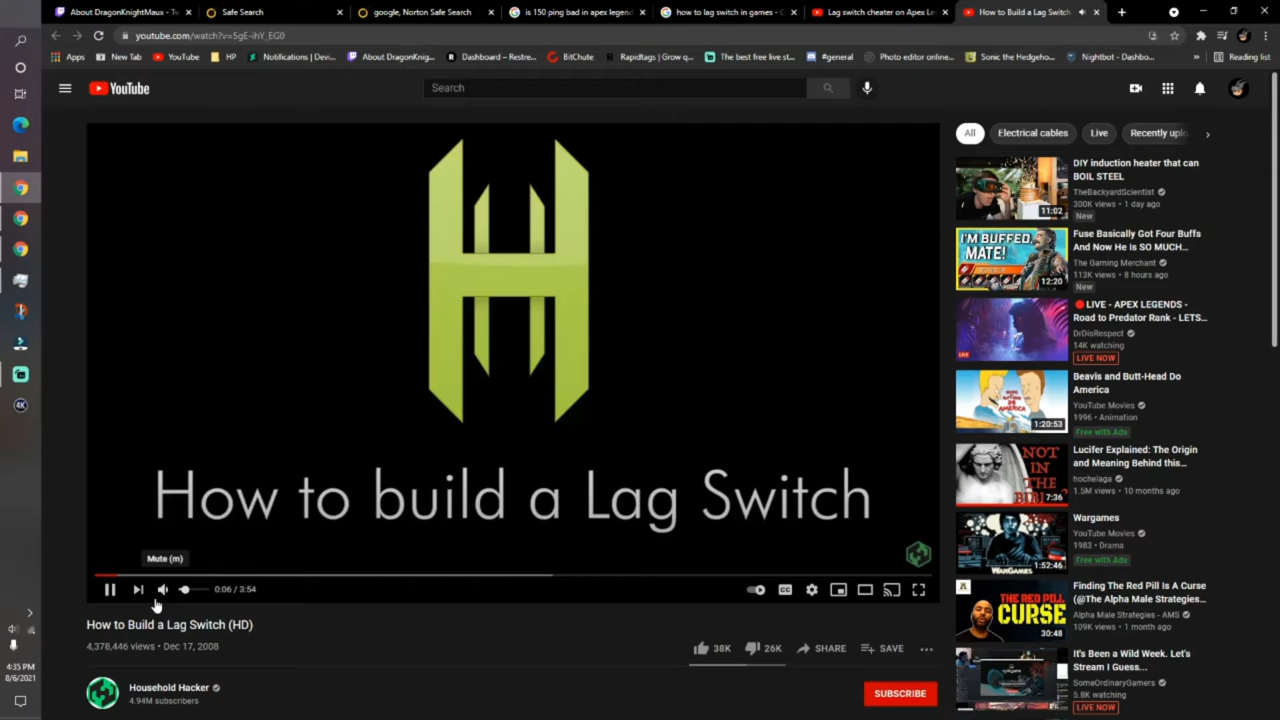 About DragonKnightMaux - Tw
Safe Search
google, Norton Safe Search
is 150 ping bad in apex legend
how to lag switch in games - G
Lag switch cheater on Apex Le
How to Build a Lag Switch
youtube.com/watch?v=5gE-ihY_EG0
Apps
New Tab
YouTube
HP
Notifications | Devi...
About DragonKnig...
Dashboard – Restre...
BitChute
Rapidtags | Grow q...
The best free live st...
#general
Photo editor online...
Sonic the Hedgeho...
Nightbot - Dashbo...
»
Reading list
YouTube
Search
How to build a Lag Switch
Mute (m)
0:06 / 3:54
CC
How to Build a Lag Switch (HD)
4,378,446 views • Dec 17, 2008
38K
26K
SHARE
SAVE
Household Hacker
4.94M subscribers
SUBSCRIBE
All
Electrical cables
Live
Recently uplo
DIY induction heater that can
BOIL STEEL
TheBackyardScientist
300K views • 1 day ago
New
11:02
I'M BUFFED,
MATE!
12:20
Fuse Basically Got Four Buffs
And Now He Is SO MUCH...
The Gaming Merchant
113K views • 8 hours ago
New
LIVE - APEX LEGENDS -
Road to Predator Rank - LETS...
DrDisRespect
14K watching
LIVE NOW
Beavis and Butt-Head Do
America
YouTube Movies
1996 • Animation
Free with Ads
1:20:53
NOT
IN THE
BIBLE
7:36
Lucifer Explained: The Origin
and Meaning Behind this...
hochelaga
1.5M views • 10 months ago
WARGAMES
1:52:46
Wargames
YouTube Movies
1983 • Drama
Free with Ads
THE RED
PILL
CURSE
30:48
Finding The Red Pill Is A Curse
(@The Alpha Male Strategies...
Alpha Male Strategies - AMS
109K views • 1 month ago
It's Been a Wild Week. Let's
Stream I Guess...
SomeOrdinaryGamers
5.8K watching
LIVE NOW
4K
4:35 PM
8/6/2021